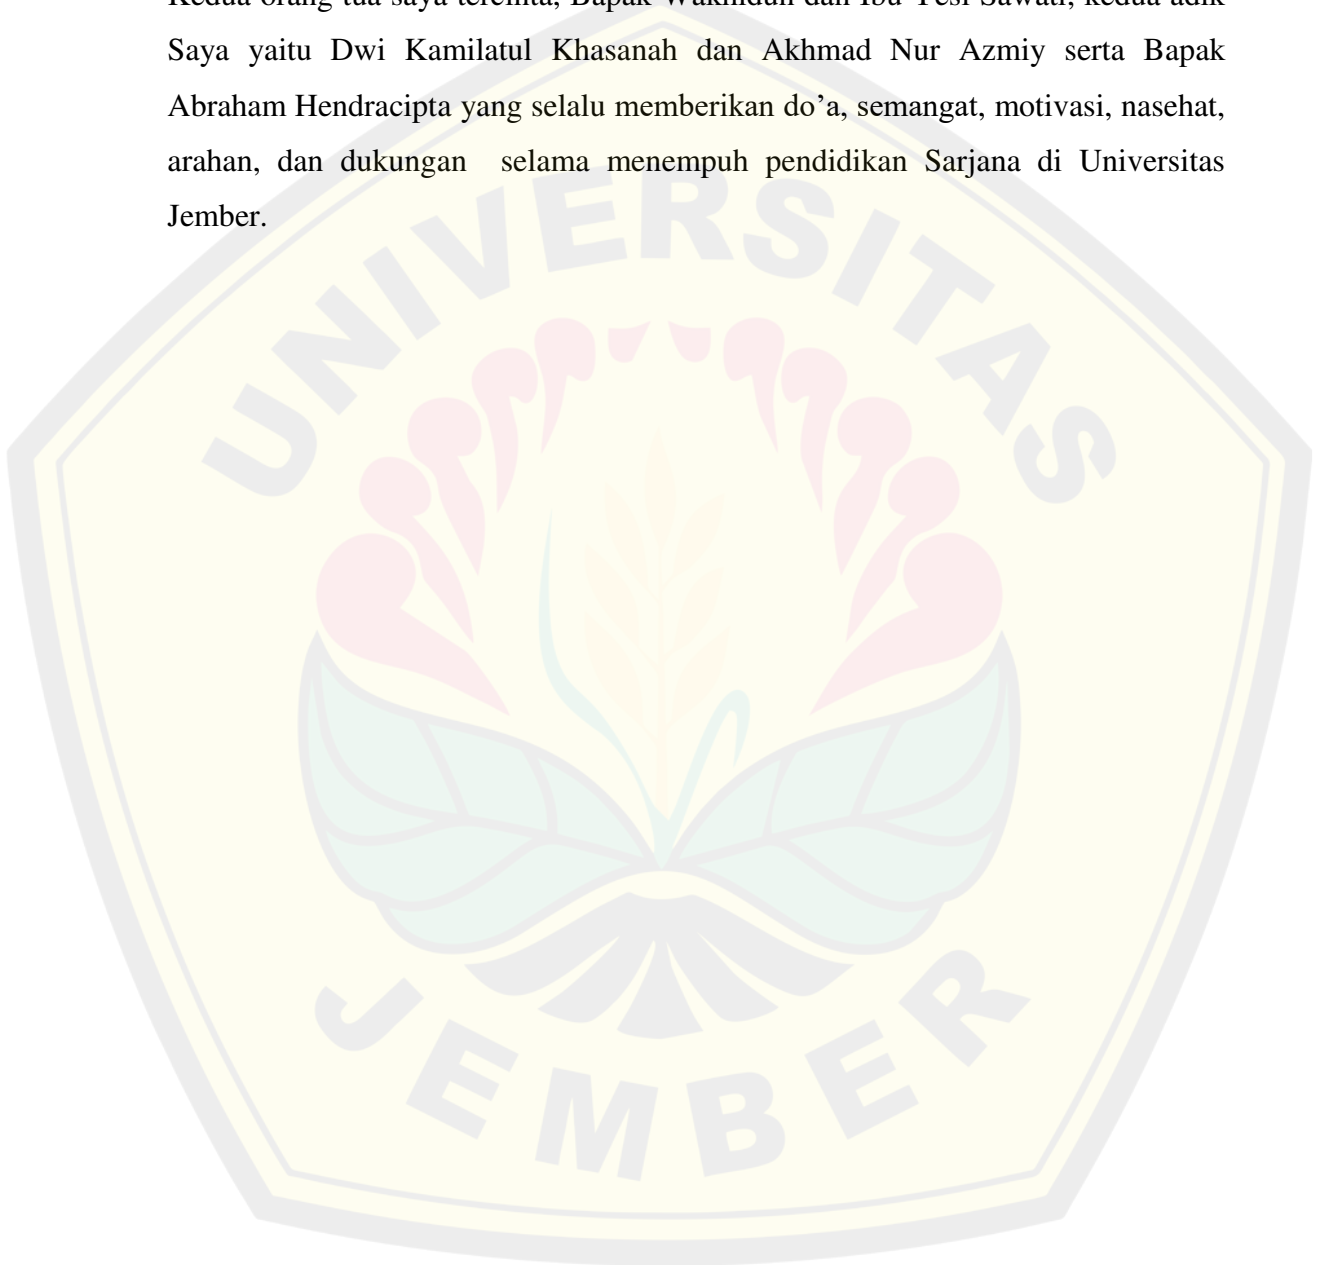 Kedua orang tua saya tercinta, Bapak dan Ibu Sawati, kedua adik
Saya yaitu Dwi Kamilatul Khasanah dan Akhmad Nur Azmiy serta Bapak
Abraham Hendracipta yang selalu memberikan do’a, semangat, motivasi, nasehat,
arahan, dan dukungan selama menempuh pendidikan Sarjana di Universitas
Jember.
UNIVERSITAS
JEMBER